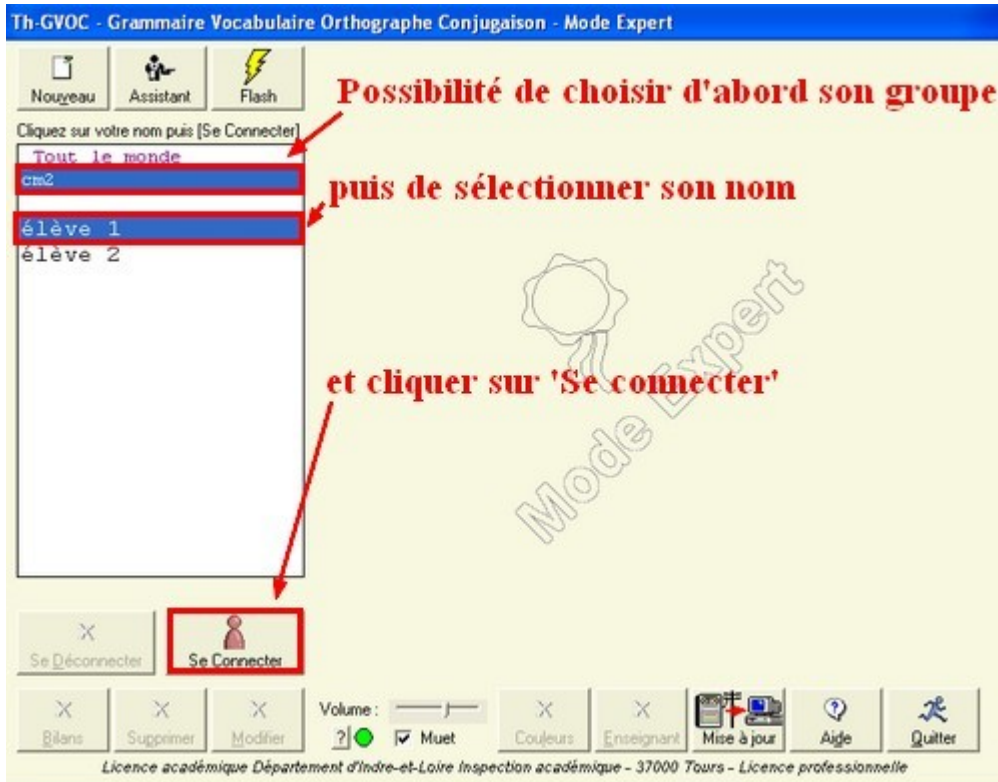 Th-GVOC - Grammaire Vocabulaire Orthographe Conjugaison - Mode Expert
Nouveau Assistant Flash
Possibilité de choisir d'abord son groupe
Cliquez sur votre nom puis [Se Connecter]
Tout le monde
cm2
puis de sélectionner son nom
élève 1
élève 2
Mode Expert
et cliquer sur 'Se connecter'
Se Déconnecter Se Connecter
Volume :
Bilans Supprimer Modifier ? Muet Couleurs Enseignant Mise à jour Aide Quitter
Licence académique Département d'Indre-et-Loire Inspection académique - 37000 Tours - Licence professionnelle